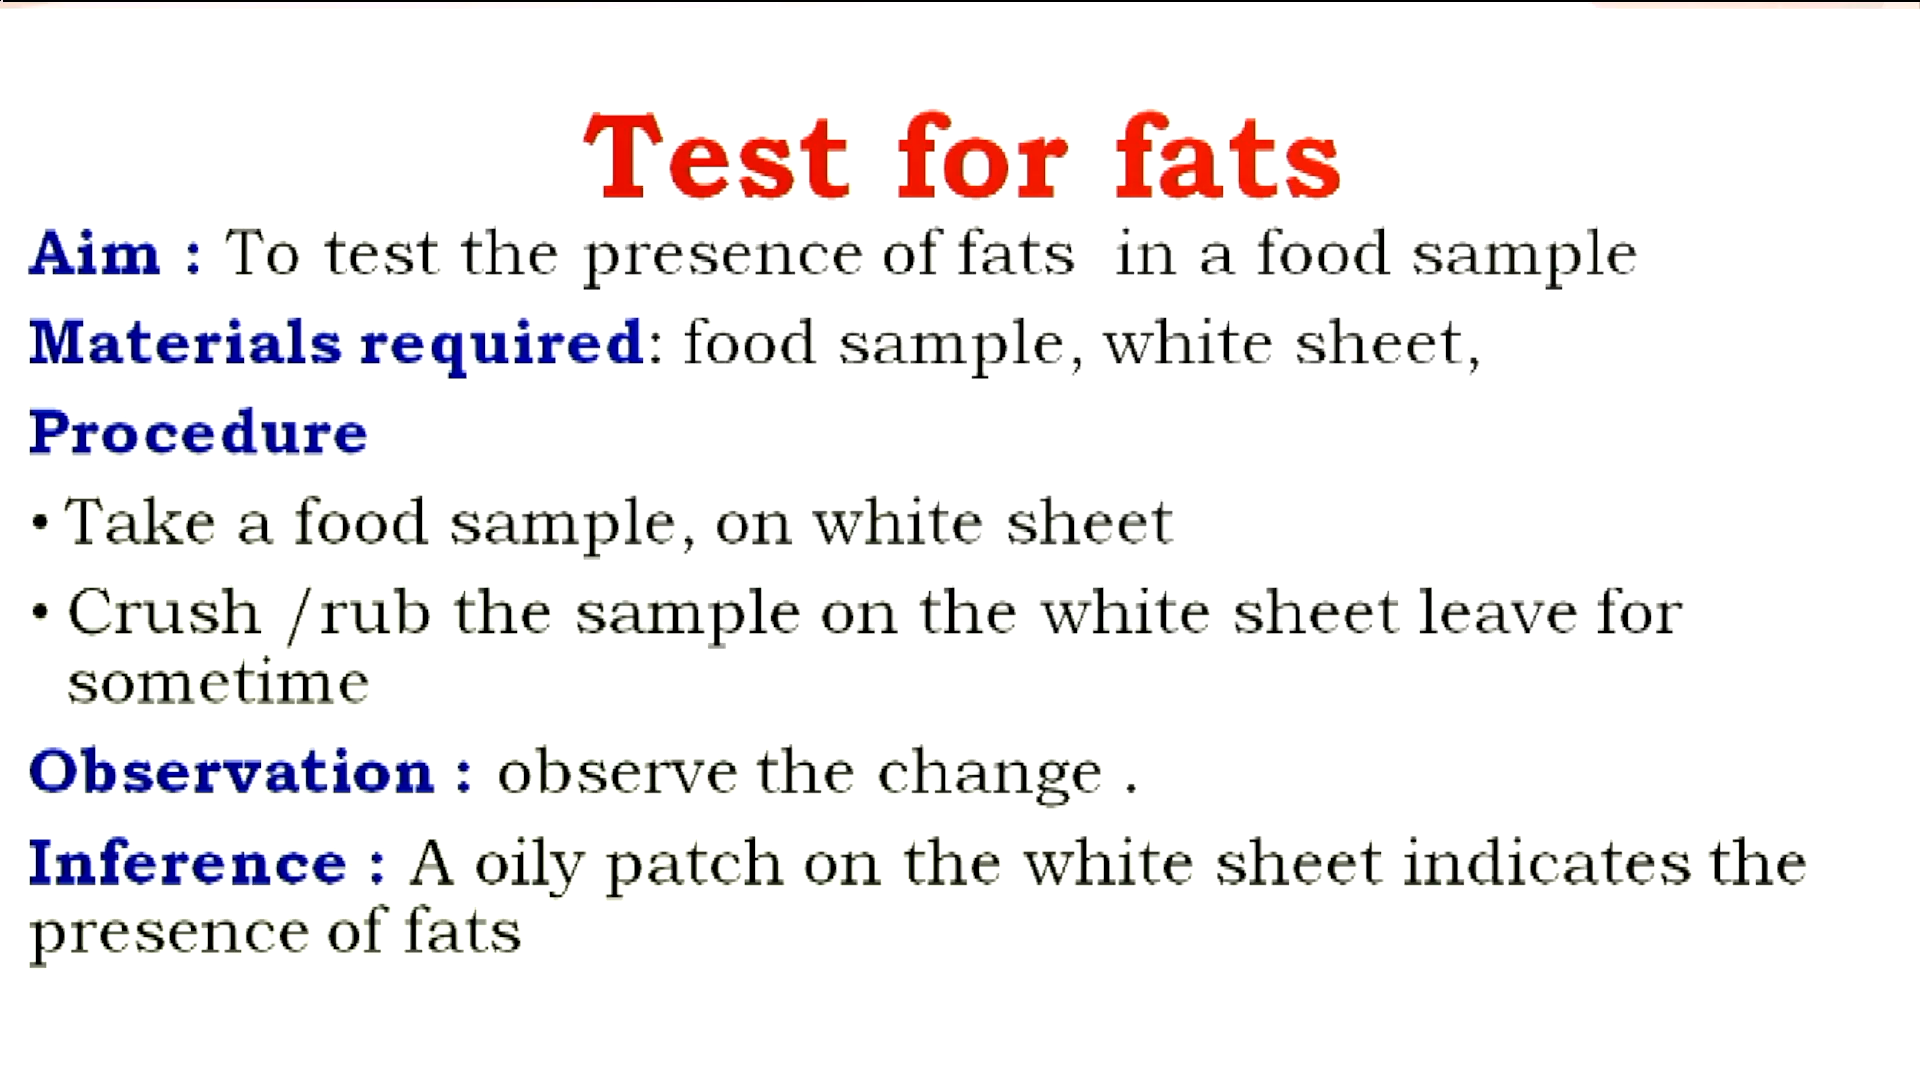 Test for fats
Aim : To test the presence of fats in a food sample
Materials required: food sample, white sheet,
Procedure
• Take a food sample, on white sheet
• Crush /rub the sample on the white sheet leave for
sometime
Observation : observe the change .
Inference : A oily patch on the white sheet indicates the
presence of fats